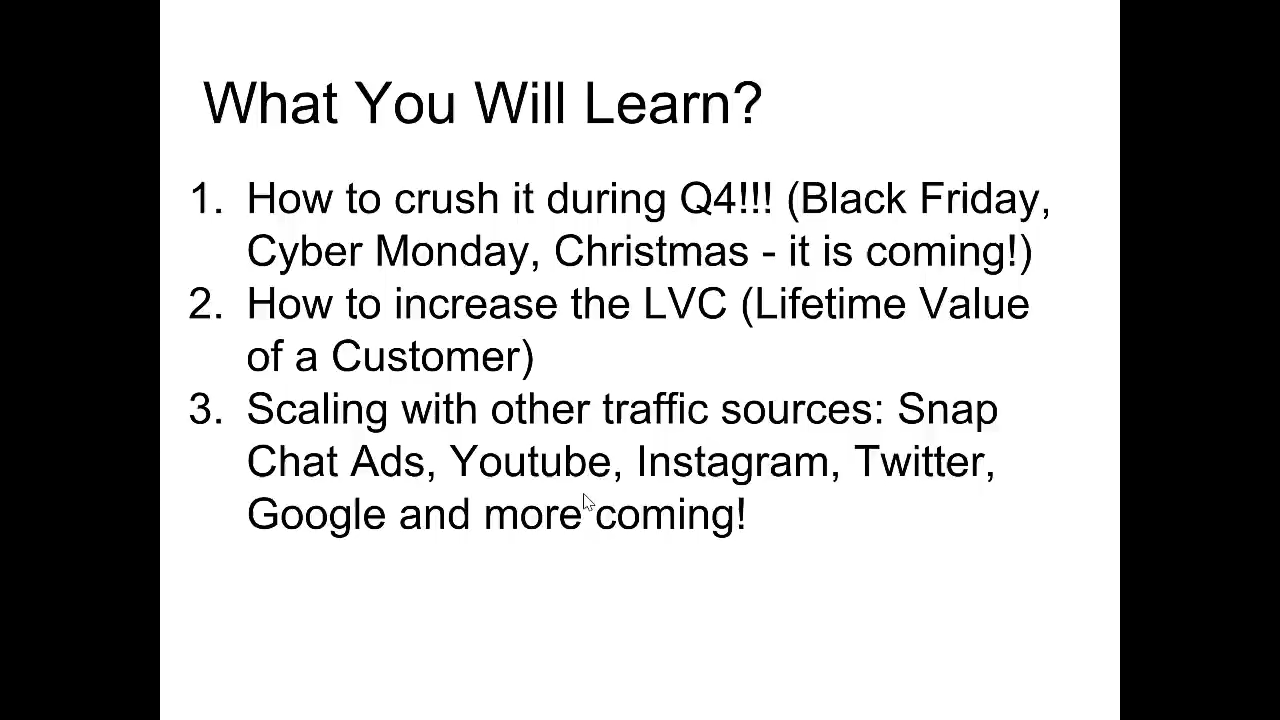 What You Will Learn?
1. How to crush it during Q4!!! (Black Friday,
Cyber Monday, Christmas - it is coming!)
2. How to increase the LVC (Lifetime Value
of a Customer)
3. Scaling with other traffic sources: Snap
Chat Ads, Youtube, Instagram, Twitter,
Google and more coming!